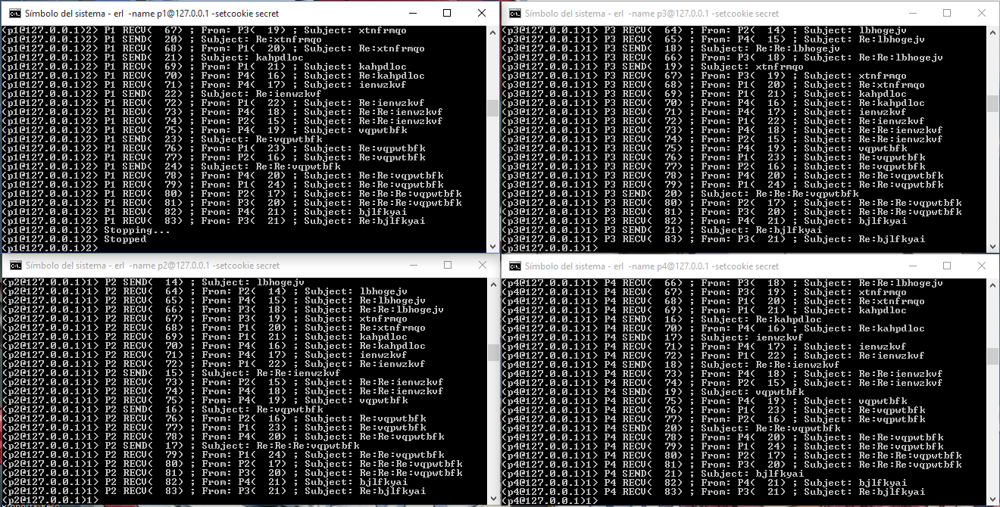 Símbolo del sistema - erl -name p1@127.0.0.1 -setcookie secret
(p1@127.0.0.1)2> P1 RECV( 67) ; From: P3( 19) ; Subject: xtnfrmqo
(p1@127.0.0.1)2> P1 SEND( 20) ; Subject: Re:xtnfrmqo
(p1@127.0.0.1)2> P1 RECV( 68) ; From: P1( 20) ; Subject: Re:xtnfrmqo
(p1@127.0.0.1)2> P1 SEND( 21) ; Subject: kahpdloc
(p1@127.0.0.1)2> P1 RECV( 69) ; From: P1( 21) ; Subject: kahpdloc
(p1@127.0.0.1)2> P1 RECV( 70) ; From: P4( 16) ; Subject: Re:kahpdloc
(p1@127.0.0.1)2> P1 RECV( 71) ; From: P4( 17) ; Subject: ienwzkvf
(p1@127.0.0.1)2> P1 SEND( 22) ; Subject: Re:ienwzkvf
(p1@127.0.0.1)2> P1 RECV( 72) ; From: P1( 22) ; Subject: Re:ienwzkvf
(p1@127.0.0.1)2> P1 RECV( 73) ; From: P4( 18) ; Subject: Re:Re:ienwzkvf
(p1@127.0.0.1)2> P1 RECV( 74) ; From: P2( 15) ; Subject: Re:Re:ienwzkvf
(p1@127.0.0.1)2> P1 RECV( 75) ; From: P4( 19) ; Subject: vqpwtbfk
(p1@127.0.0.1)2> P1 SEND( 23) ; Subject: Re:vqpwtbfk
(p1@127.0.0.1)2> P1 RECV( 76) ; From: P1( 23) ; Subject: Re:vqpwtbfk
(p1@127.0.0.1)2> P1 RECV( 77) ; From: P2( 16) ; Subject: Re:vqpwtbfk
(p1@127.0.0.1)2> P1 SEND( 24) ; Subject: Re:Re:vqpwtbfk
(p1@127.0.0.1)2> P1 RECV( 78) ; From: P4( 20) ; Subject: Re:Re:vqpwtbfk
(p1@127.0.0.1)2> P1 RECV( 79) ; From: P1( 24) ; Subject: Re:Re:vqpwtbfk
(p1@127.0.0.1)2> P1 RECV( 80) ; From: P2( 17) ; Subject: Re:Re:Re:vqpwtbfk
(p1@127.0.0.1)2> P1 RECV( 81) ; From: P3( 20) ; Subject: Re:Re:Re:vqpwtbfk
(p1@127.0.0.1)2> P1 RECV( 82) ; From: P4( 21) ; Subject: bjlfkyai
(p1@127.0.0.1)2> P1 RECV( 83) ; From: P3( 21) ; Subject: Re:bjlfkyai
(p1@127.0.0.1)2> Stopping...
(p1@127.0.0.1)2> Stopped
(p1@127.0.0.1)2>
Símbolo del sistema - erl -name p3@127.0.0.1 -setcookie secret
(p3@127.0.0.1)1> P3 RECV( 64) ; From: P2( 14) ; Subject: lbhogejv
(p3@127.0.0.1)1> P3 RECV( 65) ; From: P4( 15) ; Subject: Re:lbhogejv
(p3@127.0.0.1)1> P3 SEND( 18) ; Subject: Re:Re:lbhogejv
(p3@127.0.0.1)1> P3 RECV( 66) ; From: P3( 18) ; Subject: Re:Re:lbhogejv
(p3@127.0.0.1)1> P3 SEND( 19) ; Subject: xtnfrmqo
(p3@127.0.0.1)1> P3 RECV( 67) ; From: P3( 19) ; Subject: xtnfrmqo
(p3@127.0.0.1)1> P3 RECV( 68) ; From: P1( 20) ; Subject: Re:xtnfrmqo
(p3@127.0.0.1)1> P3 RECV( 69) ; From: P1( 21) ; Subject: kahpdloc
(p3@127.0.0.1)1> P3 RECV( 70) ; From: P4( 16) ; Subject: Re:kahpdloc
(p3@127.0.0.1)1> P3 RECV( 71) ; From: P4( 17) ; Subject: ienwzkvf
(p3@127.0.0.1)1> P3 RECV( 72) ; From: P1( 22) ; Subject: Re:ienwzkvf
(p3@127.0.0.1)1> P3 RECV( 73) ; From: P4( 18) ; Subject: Re:Re:ienwzkvf
(p3@127.0.0.1)1> P3 RECV( 74) ; From: P2( 15) ; Subject: Re:Re:ienwzkvf
(p3@127.0.0.1)1> P3 RECV( 75) ; From: P4( 19) ; Subject: vqpwtbfk
(p3@127.0.0.1)1> P3 RECV( 76) ; From: P1( 23) ; Subject: Re:vqpwtbfk
(p3@127.0.0.1)1> P3 RECV( 77) ; From: P2( 16) ; Subject: Re:vqpwtbfk
(p3@127.0.0.1)1> P3 RECV( 78) ; From: P4( 20) ; Subject: Re:Re:vqpwtbfk
(p3@127.0.0.1)1> P3 RECV( 79) ; From: P1( 24) ; Subject: Re:Re:vqpwtbfk
(p3@127.0.0.1)1> P3 SEND( 20) ; Subject: Re:Re:Re:vqpwtbfk
(p3@127.0.0.1)1> P3 RECV( 80) ; From: P2( 17) ; Subject: Re:Re:Re:vqpwtbfk
(p3@127.0.0.1)1> P3 RECV( 81) ; From: P3( 20) ; Subject: Re:Re:Re:vqpwtbfk
(p3@127.0.0.1)1> P3 RECV( 82) ; From: P4( 21) ; Subject: bjlfkyai
(p3@127.0.0.1)1> P3 SEND( 21) ; Subject: Re:bjlfkyai
(p3@127.0.0.1)1> P3 RECV( 83) ; From: P3( 21) ; Subject: Re:bjlfkyai
(p3@127.0.0.1)1>
Símbolo del sistema - erl -name p2@127.0.0.1 -setcookie secret
(p2@127.0.0.1)1> P2 SEND( 14) ; Subject: lbhogejv
(p2@127.0.0.1)1> P2 RECV( 64) ; From: P2( 14) ; Subject: lbhogejv
(p2@127.0.0.1)1> P2 RECV( 65) ; From: P4( 15) ; Subject: Re:lbhogejv
(p2@127.0.0.1)1> P2 RECV( 66) ; From: P3( 18) ; Subject: Re:Re:lbhogejv
(p2@127.0.0.1)1> P2 RECV( 67) ; From: P3( 19) ; Subject: xtnfrmqo
(p2@127.0.0.1)1> P2 RECV( 68) ; From: P1( 20) ; Subject: Re:xtnfrmqo
(p2@127.0.0.1)1> P2 RECV( 69) ; From: P1( 21) ; Subject: kahpdloc
(p2@127.0.0.1)1> P2 RECV( 70) ; From: P4( 16) ; Subject: Re:kahpdloc
(p2@127.0.0.1)1> P2 RECV( 71) ; From: P4( 17) ; Subject: ienwzkvf
(p2@127.0.0.1)1> P2 RECV( 72) ; From: P1( 22) ; Subject: Re:ienwzkvf
(p2@127.0.0.1)1> P2 SEND( 15) ; Subject: Re:Re:ienwzkvf
(p2@127.0.0.1)1> P2 RECV( 73) ; From: P2( 15) ; Subject: Re:Re:ienwzkvf
(p2@127.0.0.1)1> P2 RECV( 74) ; From: P4( 18) ; Subject: Re:Re:ienwzkvf
(p2@127.0.0.1)1> P2 RECV( 75) ; From: P4( 19) ; Subject: vqpwtbfk
(p2@127.0.0.1)1> P2 SEND( 16) ; Subject: Re:vqpwtbfk
(p2@127.0.0.1)1> P2 RECV( 76) ; From: P2( 16) ; Subject: Re:vqpwtbfk
(p2@127.0.0.1)1> P2 RECV( 77) ; From: P1( 23) ; Subject: Re:vqpwtbfk
(p2@127.0.0.1)1> P2 RECV( 78) ; From: P4( 20) ; Subject: Re:Re:vqpwtbfk
(p2@127.0.0.1)1> P2 SEND( 17) ; Subject: Re:Re:Re:vqpwtbfk
(p2@127.0.0.1)1> P2 RECV( 79) ; From: P1( 24) ; Subject: Re:Re:vqpwtbfk
(p2@127.0.0.1)1> P2 RECV( 80) ; From: P2( 17) ; Subject: Re:Re:Re:vqpwtbfk
(p2@127.0.0.1)1> P2 RECV( 81) ; From: P3( 20) ; Subject: Re:Re:Re:vqpwtbfk
(p2@127.0.0.1)1> P2 RECV( 82) ; From: P4( 21) ; Subject: bjlfkyai
(p2@127.0.0.1)1> P2 RECV( 83) ; From: P3( 21) ; Subject: Re:bjlfkyai
(p2@127.0.0.1)1>
Símbolo del sistema - erl -name p4@127.0.0.1 -setcookie secret
(p4@127.0.0.1)1> P4 RECV( 66) ; From: P3( 18) ; Subject: Re:Re:lbhogejv
(p4@127.0.0.1)1> P4 RECV( 67) ; From: P3( 19) ; Subject: xtnfrmqo
(p4@127.0.0.1)1> P4 RECV( 68) ; From: P1( 20) ; Subject: Re:xtnfrmqo
(p4@127.0.0.1)1> P4 RECV( 69) ; From: P1( 21) ; Subject: kahpdloc
(p4@127.0.0.1)1> P4 SEND( 16) ; Subject: Re:kahpdloc
(p4@127.0.0.1)1> P4 RECV( 70) ; From: P4( 16) ; Subject: Re:kahpdloc
(p4@127.0.0.1)1> P4 SEND( 17) ; Subject: ienwzkvf
(p4@127.0.0.1)1> P4 RECV( 71) ; From: P4( 17) ; Subject: ienwzkvf
(p4@127.0.0.1)1> P4 RECV( 72) ; From: P1( 22) ; Subject: Re:ienwzkvf
(p4@127.0.0.1)1> P4 SEND( 18) ; Subject: Re:Re:ienwzkvf
(p4@127.0.0.1)1> P4 RECV( 73) ; From: P4( 18) ; Subject: Re:Re:ienwzkvf
(p4@127.0.0.1)1> P4 RECV( 74) ; From: P2( 15) ; Subject: Re:Re:ienwzkvf
(p4@127.0.0.1)1> P4 SEND( 19) ; Subject: vqpwtbfk
(p4@127.0.0.1)1> P4 RECV( 75) ; From: P4( 19) ; Subject: vqpwtbfk
(p4@127.0.0.1)1> P4 RECV( 76) ; From: P1( 23) ; Subject: Re:vqpwtbfk
(p4@127.0.0.1)1> P4 RECV( 77) ; From: P2( 16) ; Subject: Re:vqpwtbfk
(p4@127.0.0.1)1> P4 SEND( 20) ; Subject: Re:Re:vqpwtbfk
(p4@127.0.0.1)1> P4 RECV( 78) ; From: P4( 20) ; Subject: Re:Re:vqpwtbfk
(p4@127.0.0.1)1> P4 RECV( 79) ; From: P1( 24) ; Subject: Re:Re:vqpwtbfk
(p4@127.0.0.1)1> P4 RECV( 80) ; From: P2( 17) ; Subject: Re:Re:Re:vqpwtbfk
(p4@127.0.0.1)1> P4 RECV( 81) ; From: P3( 20) ; Subject: Re:Re:Re:vqpwtbfk
(p4@127.0.0.1)1> P4 SEND( 21) ; Subject: bjlfkyai
(p4@127.0.0.1)1> P4 RECV( 82) ; From: P4( 21) ; Subject: bjlfkyai
(p4@127.0.0.1)1> P4 RECV( 83) ; From: P3( 21) ; Subject: Re:bjlfkyai
(p4@127.0.0.1)1>